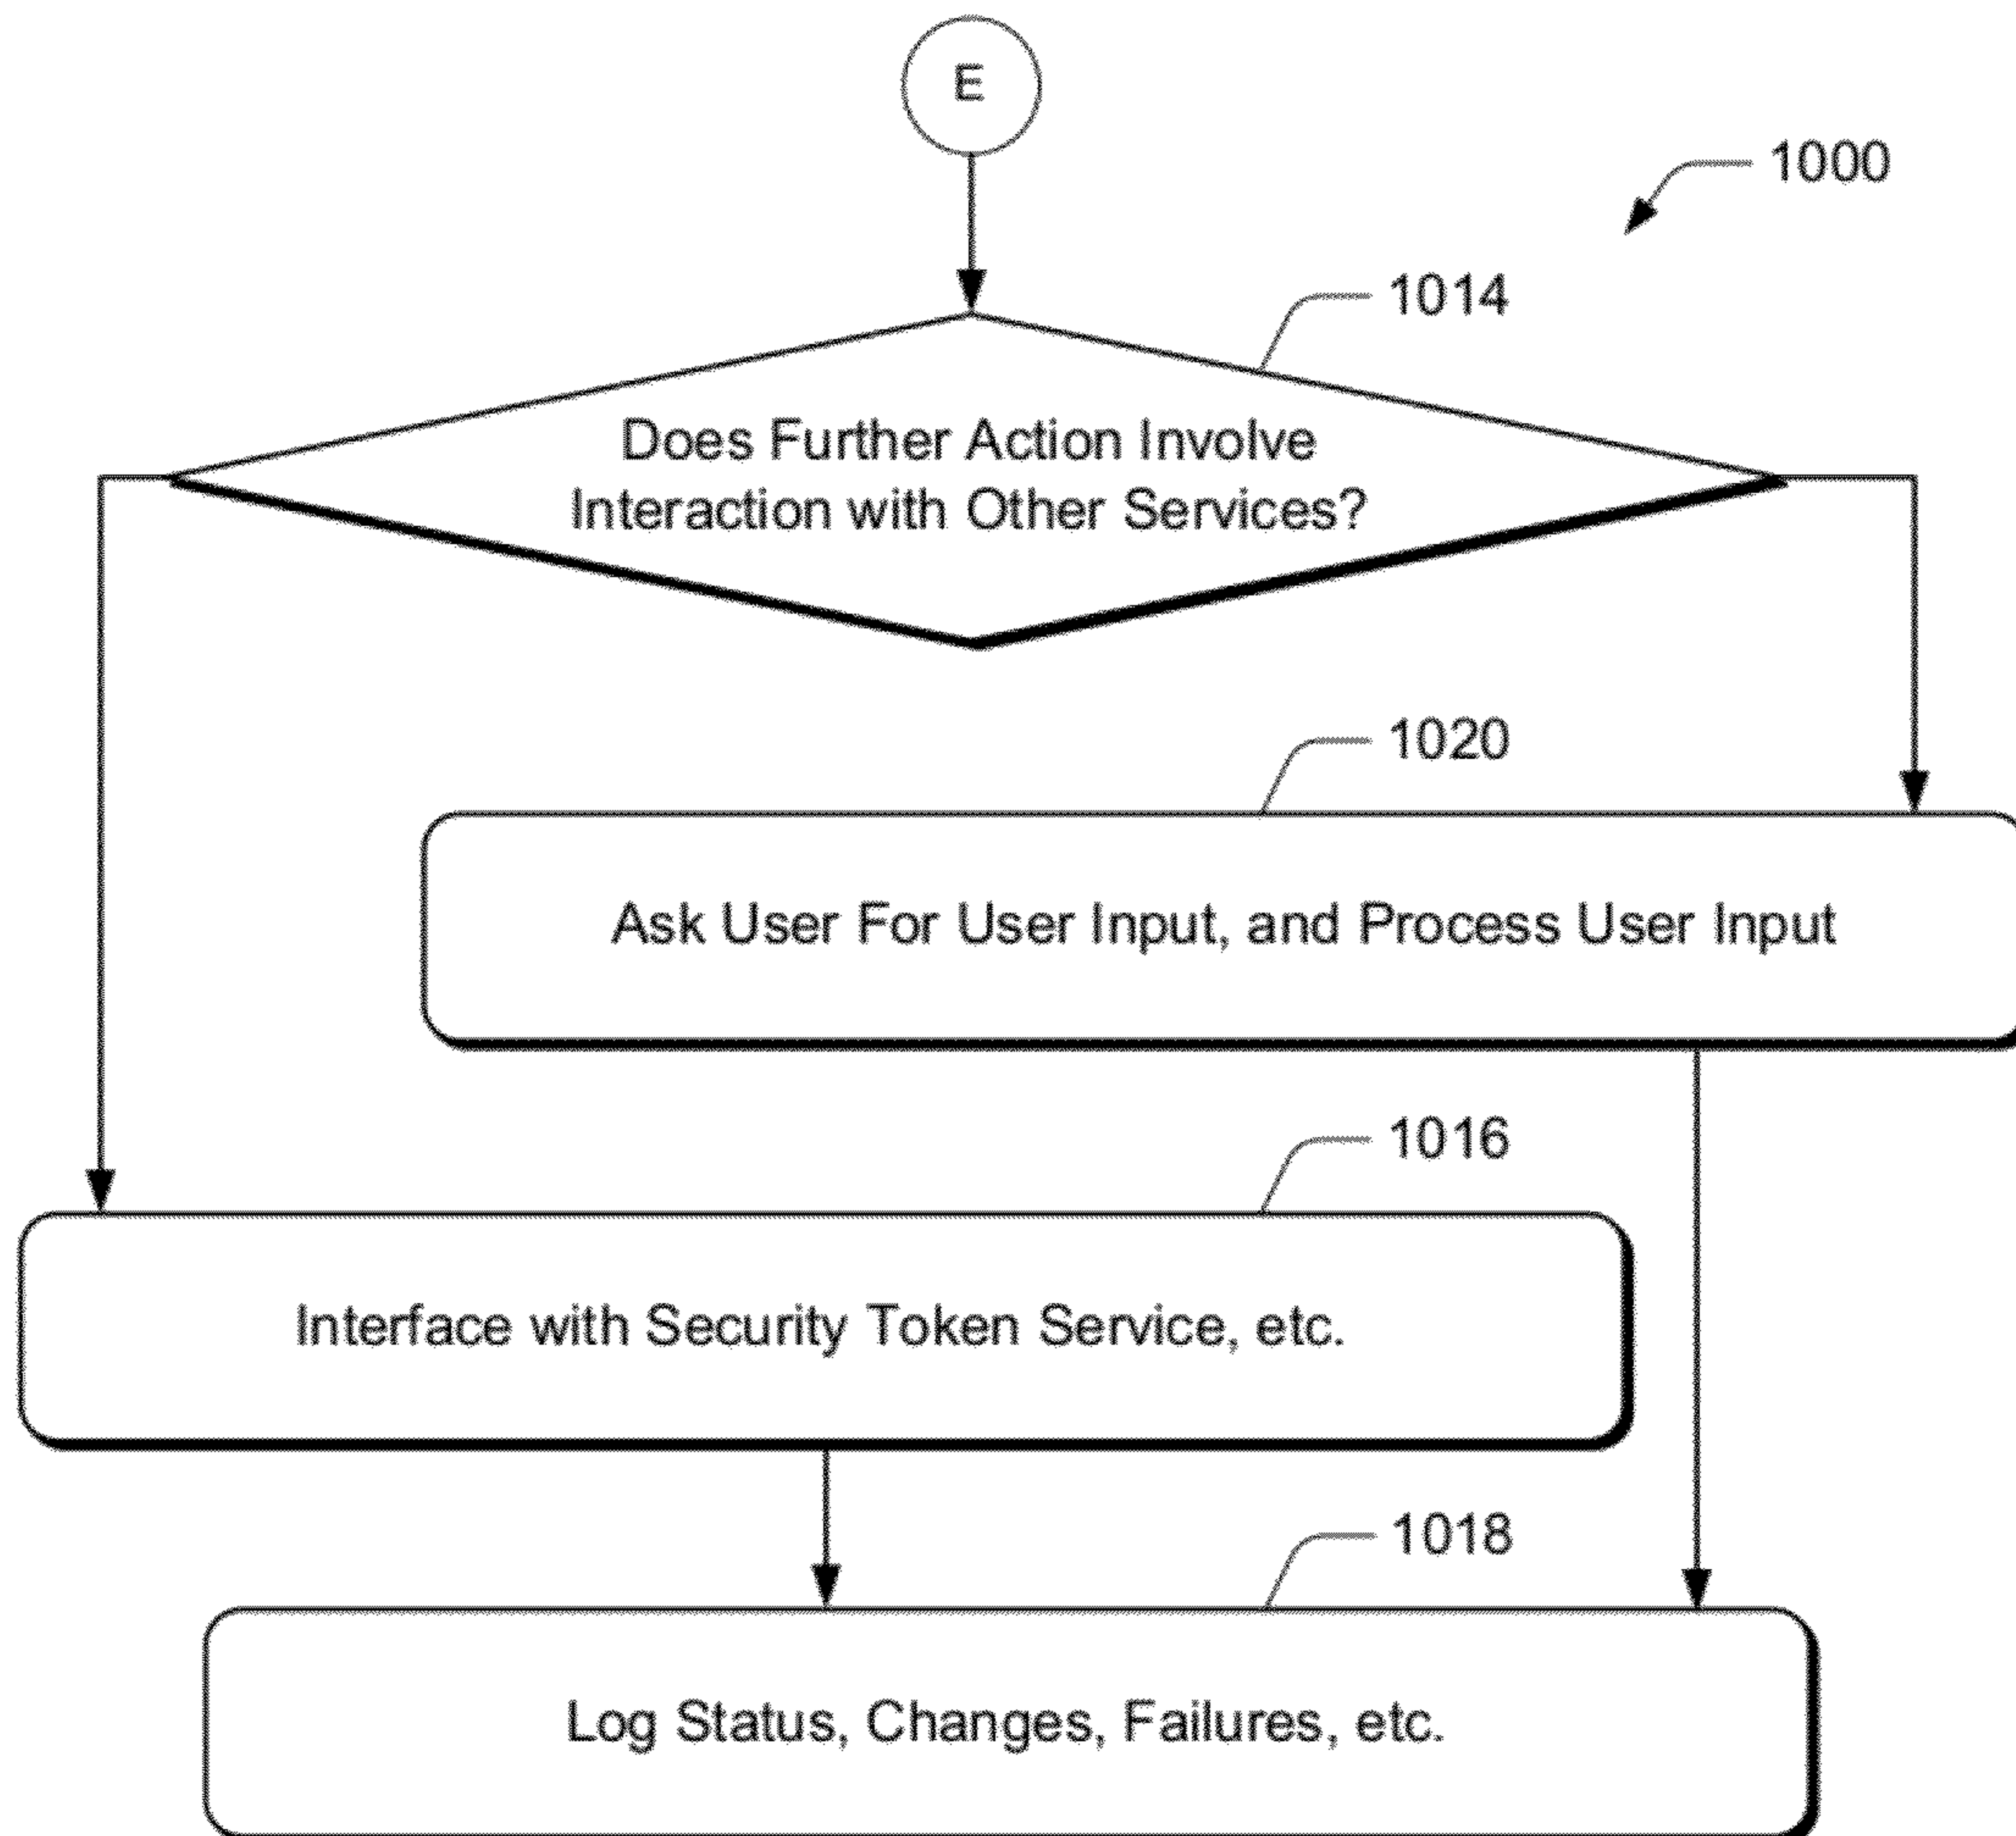 E
1000
1014
Does Further Action Involve
Interaction with Other Services?
1020
Ask User For User Input, and Process User Input
1016
Interface with Security Token Service, etc.
1018
Log Status, Changes, Failures, etc.